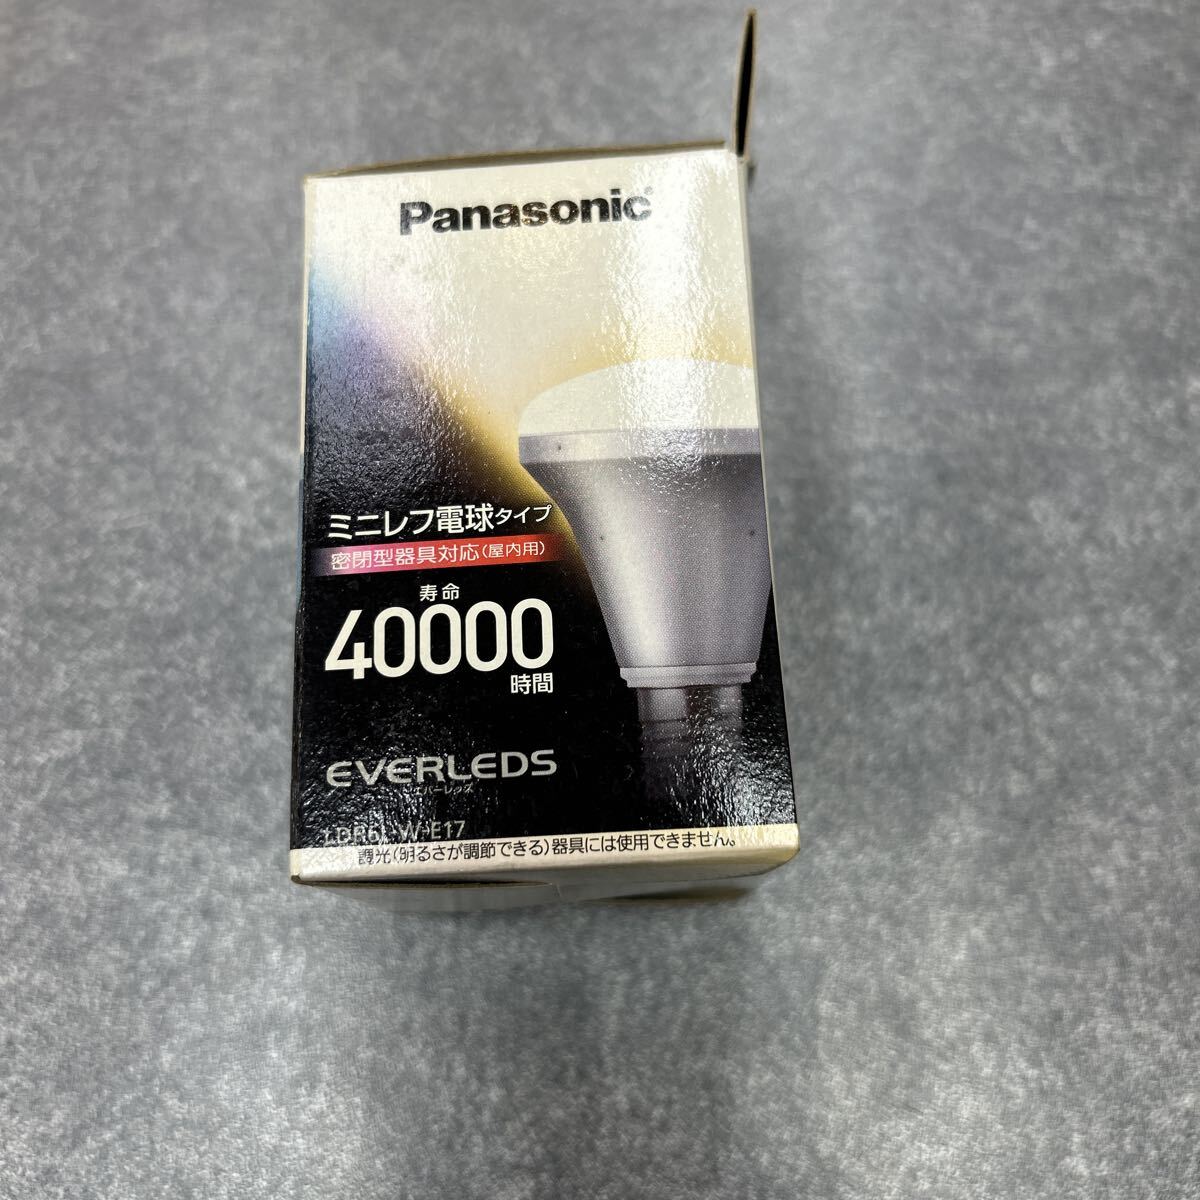 Panasonic
ミニレフ電球タイプ
密閉型器具対応(屋内用)
寿命
40000
時間
EVERLEDS
エバーレッズ
LDR6L-W-E17
調光(明るさが調節できる)器具には使用できません。